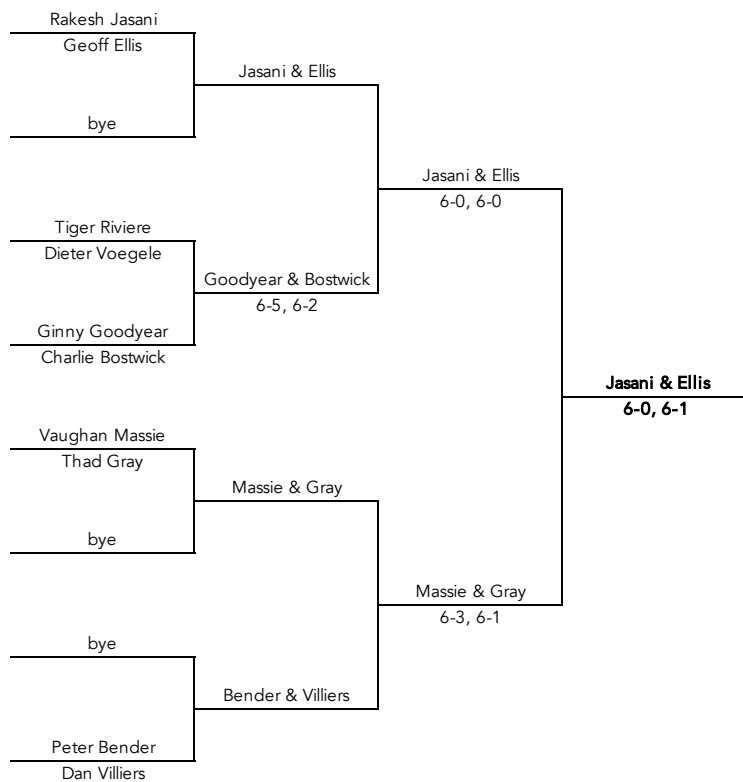 Rakesh Jasani
Geoff Ellis
Jasani & Ellis
bye
Jasani & Ellis
6-0, 6-0
Tiger Riviere
Dieter Voegele
Goodyear & Bostwick
6-5, 6-2
Ginny Goodyear
Charlie Bostwick
Jasani & Ellis
6-0, 6-1
Vaughan Massie
Thad Gray
Massie & Gray
bye
Massie & Gray
6-3, 6-1
bye
Bender & Villiers
Peter Bender
Dan Villiers